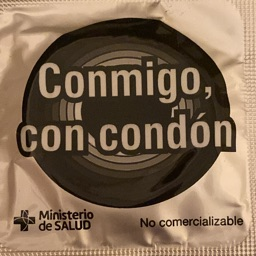 Conmigo,
con condón
Ministerio
de SALUD
No comercializable